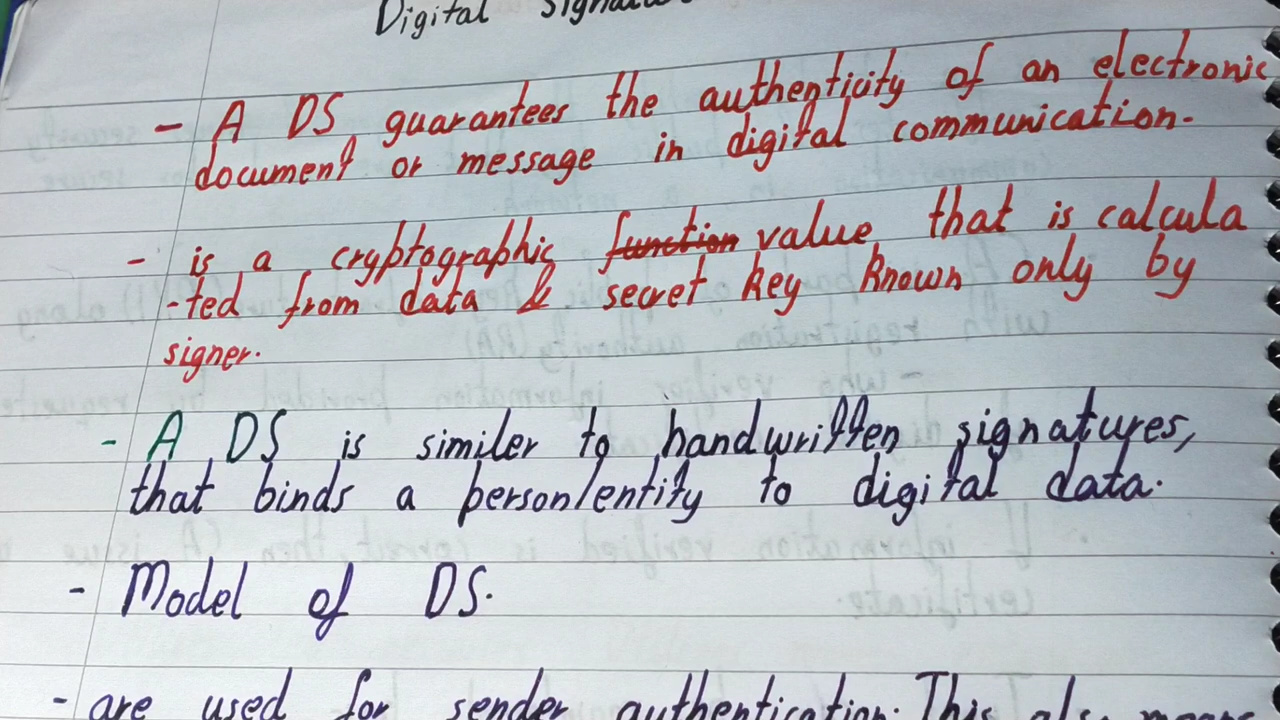 Digital
- A DS guarantees the authenticity of an electronic
document or message in digital communication.
- is a cryptographic function value that is calcula
-ted from data & secret key known only by
signer.
- A DS is similer to handwritten signatures,
that binds a person/entity to digital data.
- Model of DS.
- are used for sender authentication. This also means